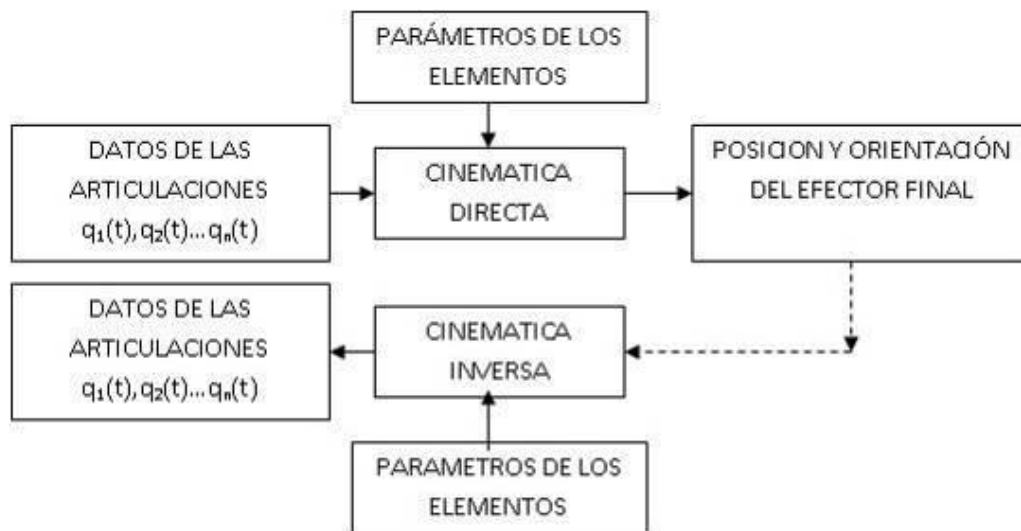 PARÁMETROS DE LOS
ELEMENTOS
DATOS DE LAS
ARTICULACIONES
q₁(t), q₂(t)... qₙ(t)
CINEMATICA
DIRECTA
POSICION Y ORIENTACIÓN
DEL EFECTOR FINAL
DATOS DE LAS
ARTICULACIONES
q₁(t), q₂(t)... qₙ(t)
CINEMATICA
INVERSA
PARAMETROS DE LOS
ELEMENTOS